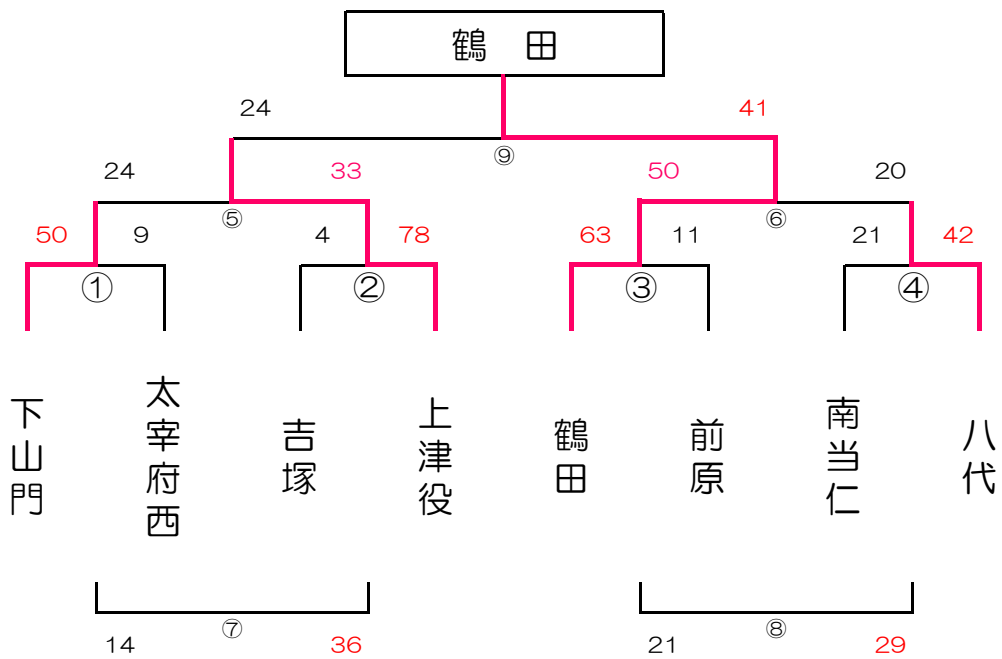 鶴田
24 41
⑨
24 33 50 20
⑤ ⑥
50 9 4 78 63 11 21 42
① ② ③ ④
下山門
太宰府西
吉塚
上津役
鶴田
前原
南当仁
八代
⑦ ⑧
14 36 21 29